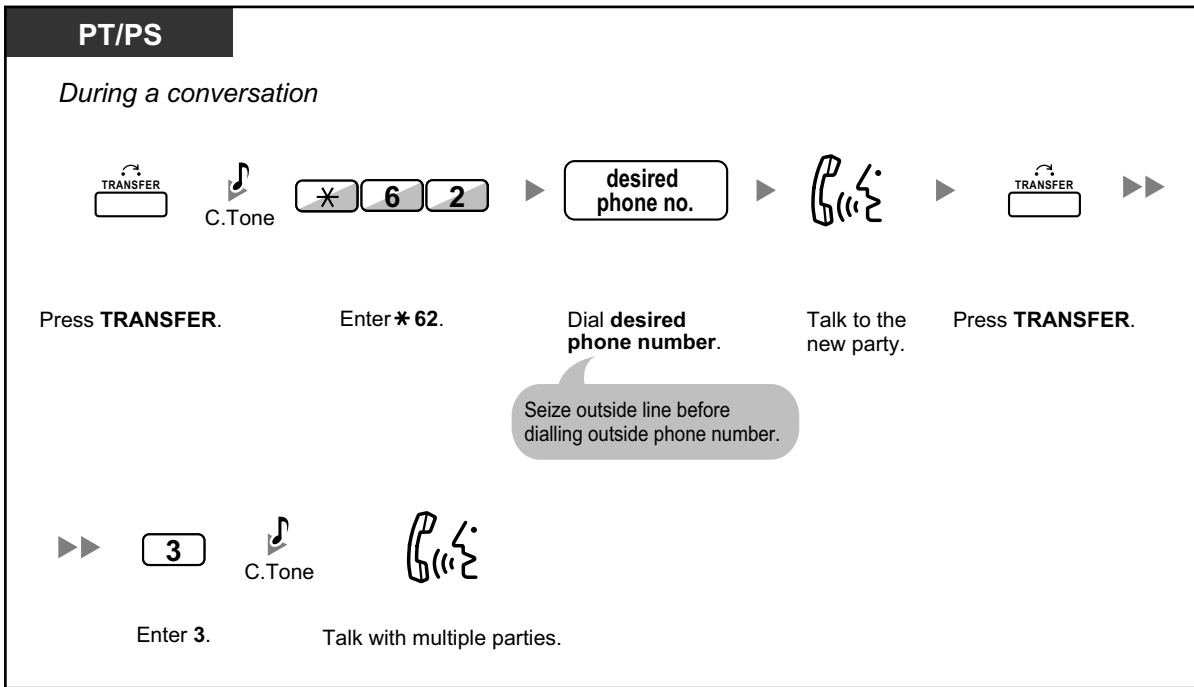 PT/PS
During a conversation
TRANSFER
C.Tone
* 6 2
desired
phone no.
TRANSFER
Press TRANSFER.
Enter * 62.
Dial desired
phone number.
Talk to the
new party.
Press TRANSFER.
Seize outside line before
dialling outside phone number.
3
C.Tone
Enter 3.
Talk with multiple parties.